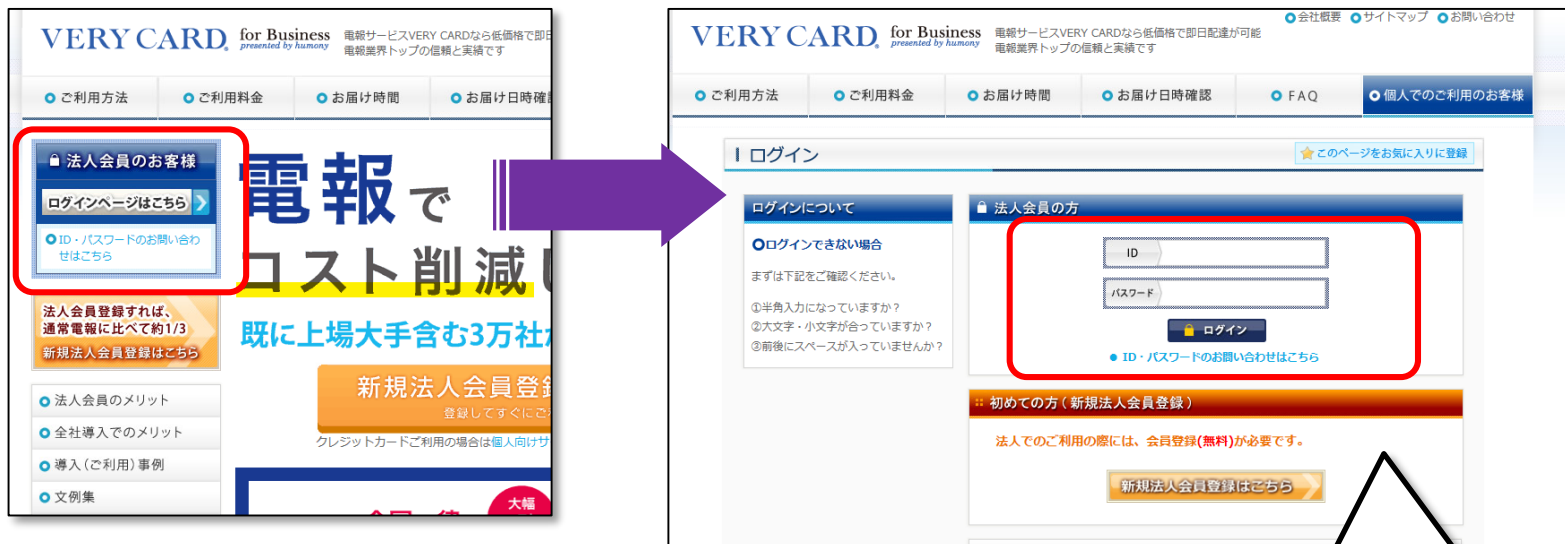 VERY CARD for Business
presented by humony
電報サービスVERY CARDなら低価格で即
電報業界トップの信頼と実績です
ご利用方法
ご利用料金
お届け時間
お届け日時確認
法人会員のお客様
ログインページはこちら
ID・パスワードのお問い合わ
せはこちら
法人会員登録すれば、
通常電報に比べて約1/3
新規法人会員登録はこちら
法人会員のメリット
全社導入でのメリット
導入(ご利用)事例
文例集
電報で
コスト削減
既に上場大手含む3万社
新規法人会員登
登録してすぐにご
クレジットカードご利用の場合は個人向けサ
大幅
会社概要
サイトマップ
お問い合わせ
VERY CARD for Business
presented by humony
電報サービスVERY CARDなら低価格で即日配達が可能
電報業界トップの信頼と実績です
ご利用方法
ご利用料金
お届け時間
お届け日時確認
FAQ
個人でのご利用のお客様
ログイン
このページをお気に入りに登録
ログインについて
ログインできない場合
まずは下記をご確認ください。
①半角入力になっていますか？
②大文字・小文字が合っていますか？
③前後にスペースが入っていませんか？
法人会員の方
ID
パスワード
ログイン
ID・パスワードのお問い合わせはこちら
初めての方(新規法人会員登録)
法人でのご利用の際には、会員登録(無料)が必要です。
新規法人会員登録はこちら